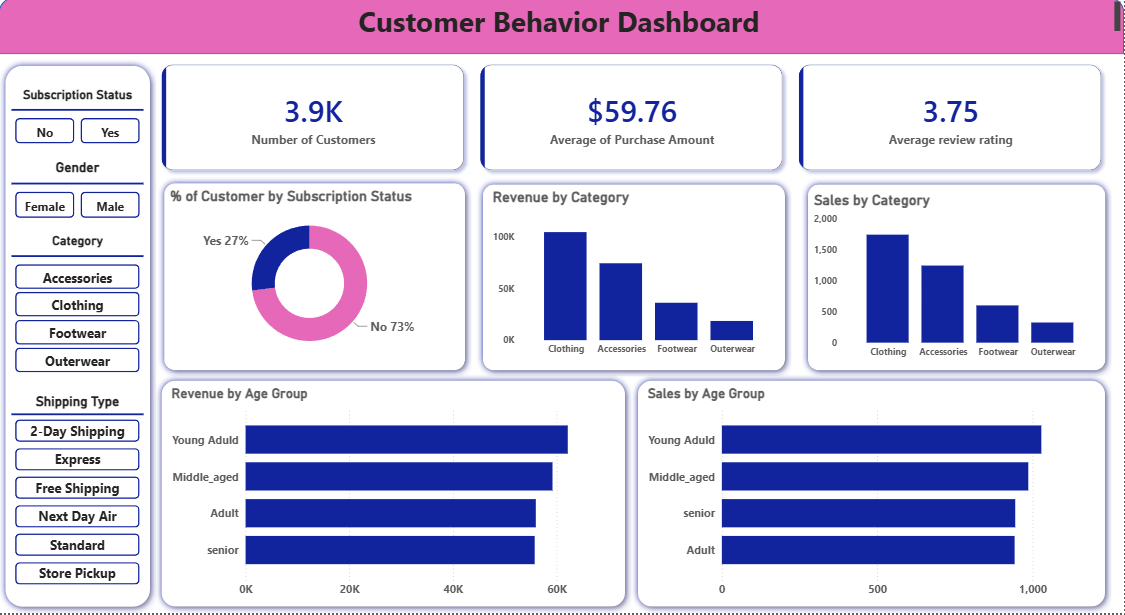 Customer Behavior Dashboard
Subscription Status
No Yes
Gender
Female Male
Category
Accessories
Clothing
Footwear
Outerwear
Shipping Type
2-Day Shipping
Express
Free Shipping
Next Day Air
Standard
Store Pickup
3.9K
Number of Customers
$59.76
Average of Purchase Amount
3.75
Average review rating
% of Customer by Subscription Status
Yes 27%
No 73%
Revenue by Category
100K
50K
0K
Clothing Accessories Footwear Outerwear
Sales by Category
2,000
1,500
1,000
500
0
Clothing Accessories Footwear Outerwear
Revenue by Age Group
Young Aduld
Middle_aged
Adult
senior
0K 20K 40K 60K
Sales by Age Group
Young Aduld
Middle_aged
senior
Adult
0 500 1,000